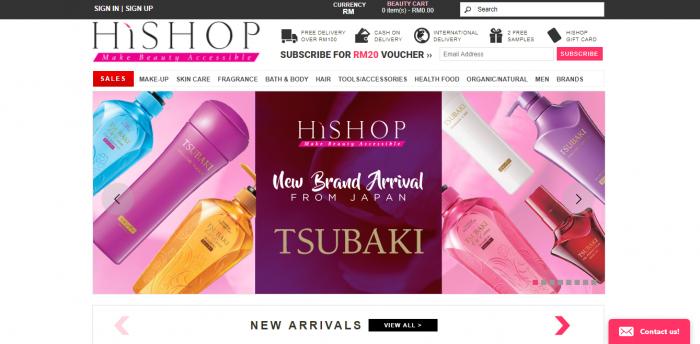 SIGN IN | SIGN UP
CURRENCY
RM
BEAUTY CART
0 item(s) - RM0.00
Search
HiSHOP
Make Beauty Accessible
FREE DELIVERY
OVER RM100
CASH ON
DELIVERY
INTERNATIONAL
DELIVERY
2 FREE
SAMPLES
HISHOP
GIFT CARD
SUBSCRIBE FOR RM20 VOUCHER ››
Email Address
SUBSCRIBE
SALES MAKE-UP SKIN CARE FRAGRANCE BATH & BODY HAIR TOOLS/ACCESSORIES HEALTH FOOD ORGANIC/NATURAL MEN BRANDS
HiSHOP
Make Beauty Accessible
New Brand Arrival
FROM JAPAN
TSUBAKI
TSUBAKI
TSUBAKI
TSUBAKI
NEW ARRIVALS
VIEW ALL >
Contact us!